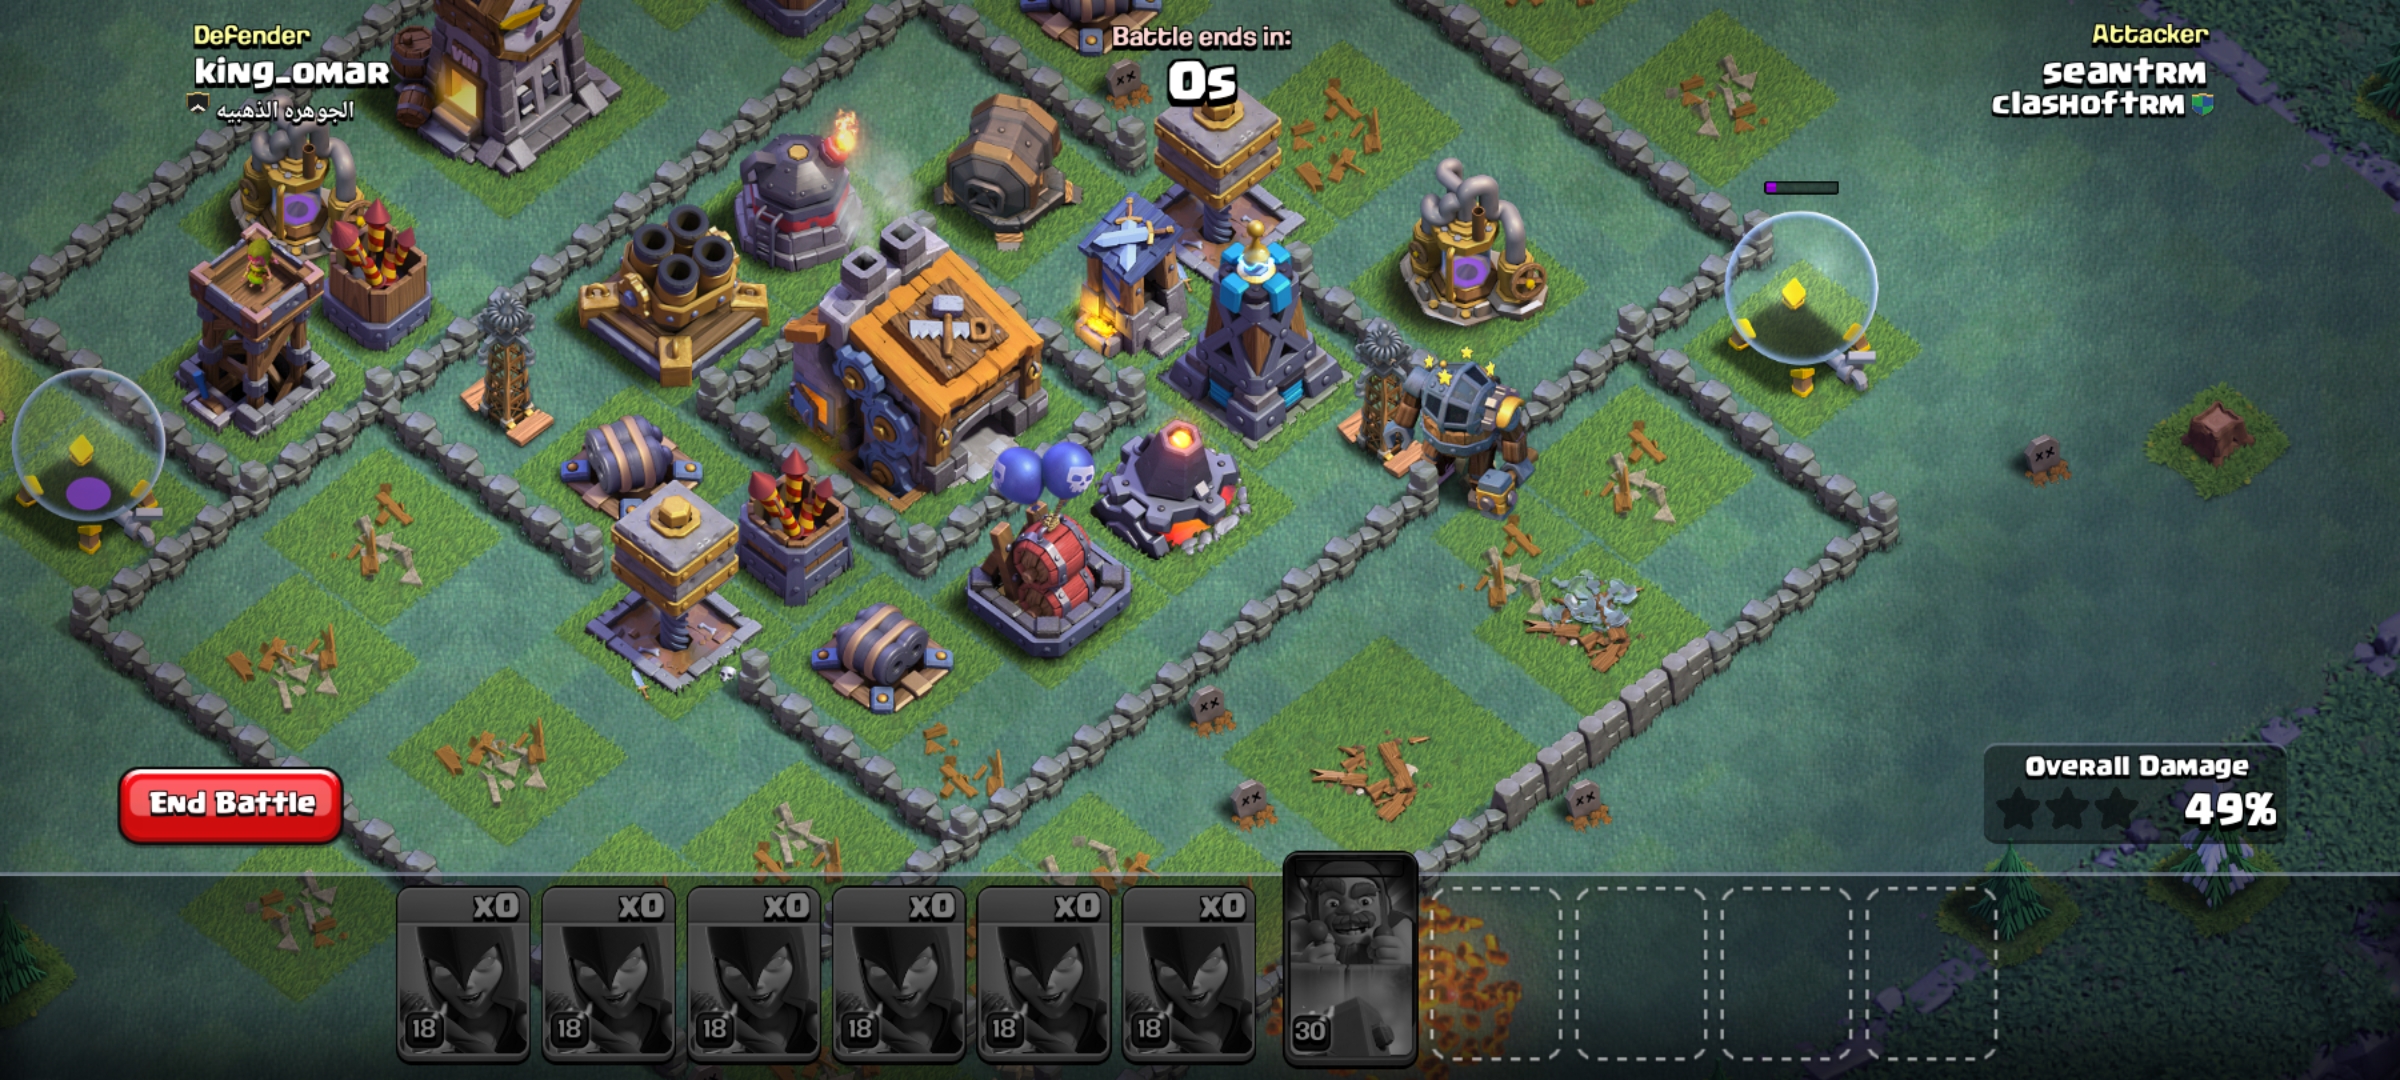 Defender
king_omar
الجوهره الذهبيه
Battle ends in:
0s
Attacker
seantRM
clashoftRM
End Battle
Overall Damage
49%
x0 x0 x0 x0 x0 x0
18 18 18 18 18 18 30